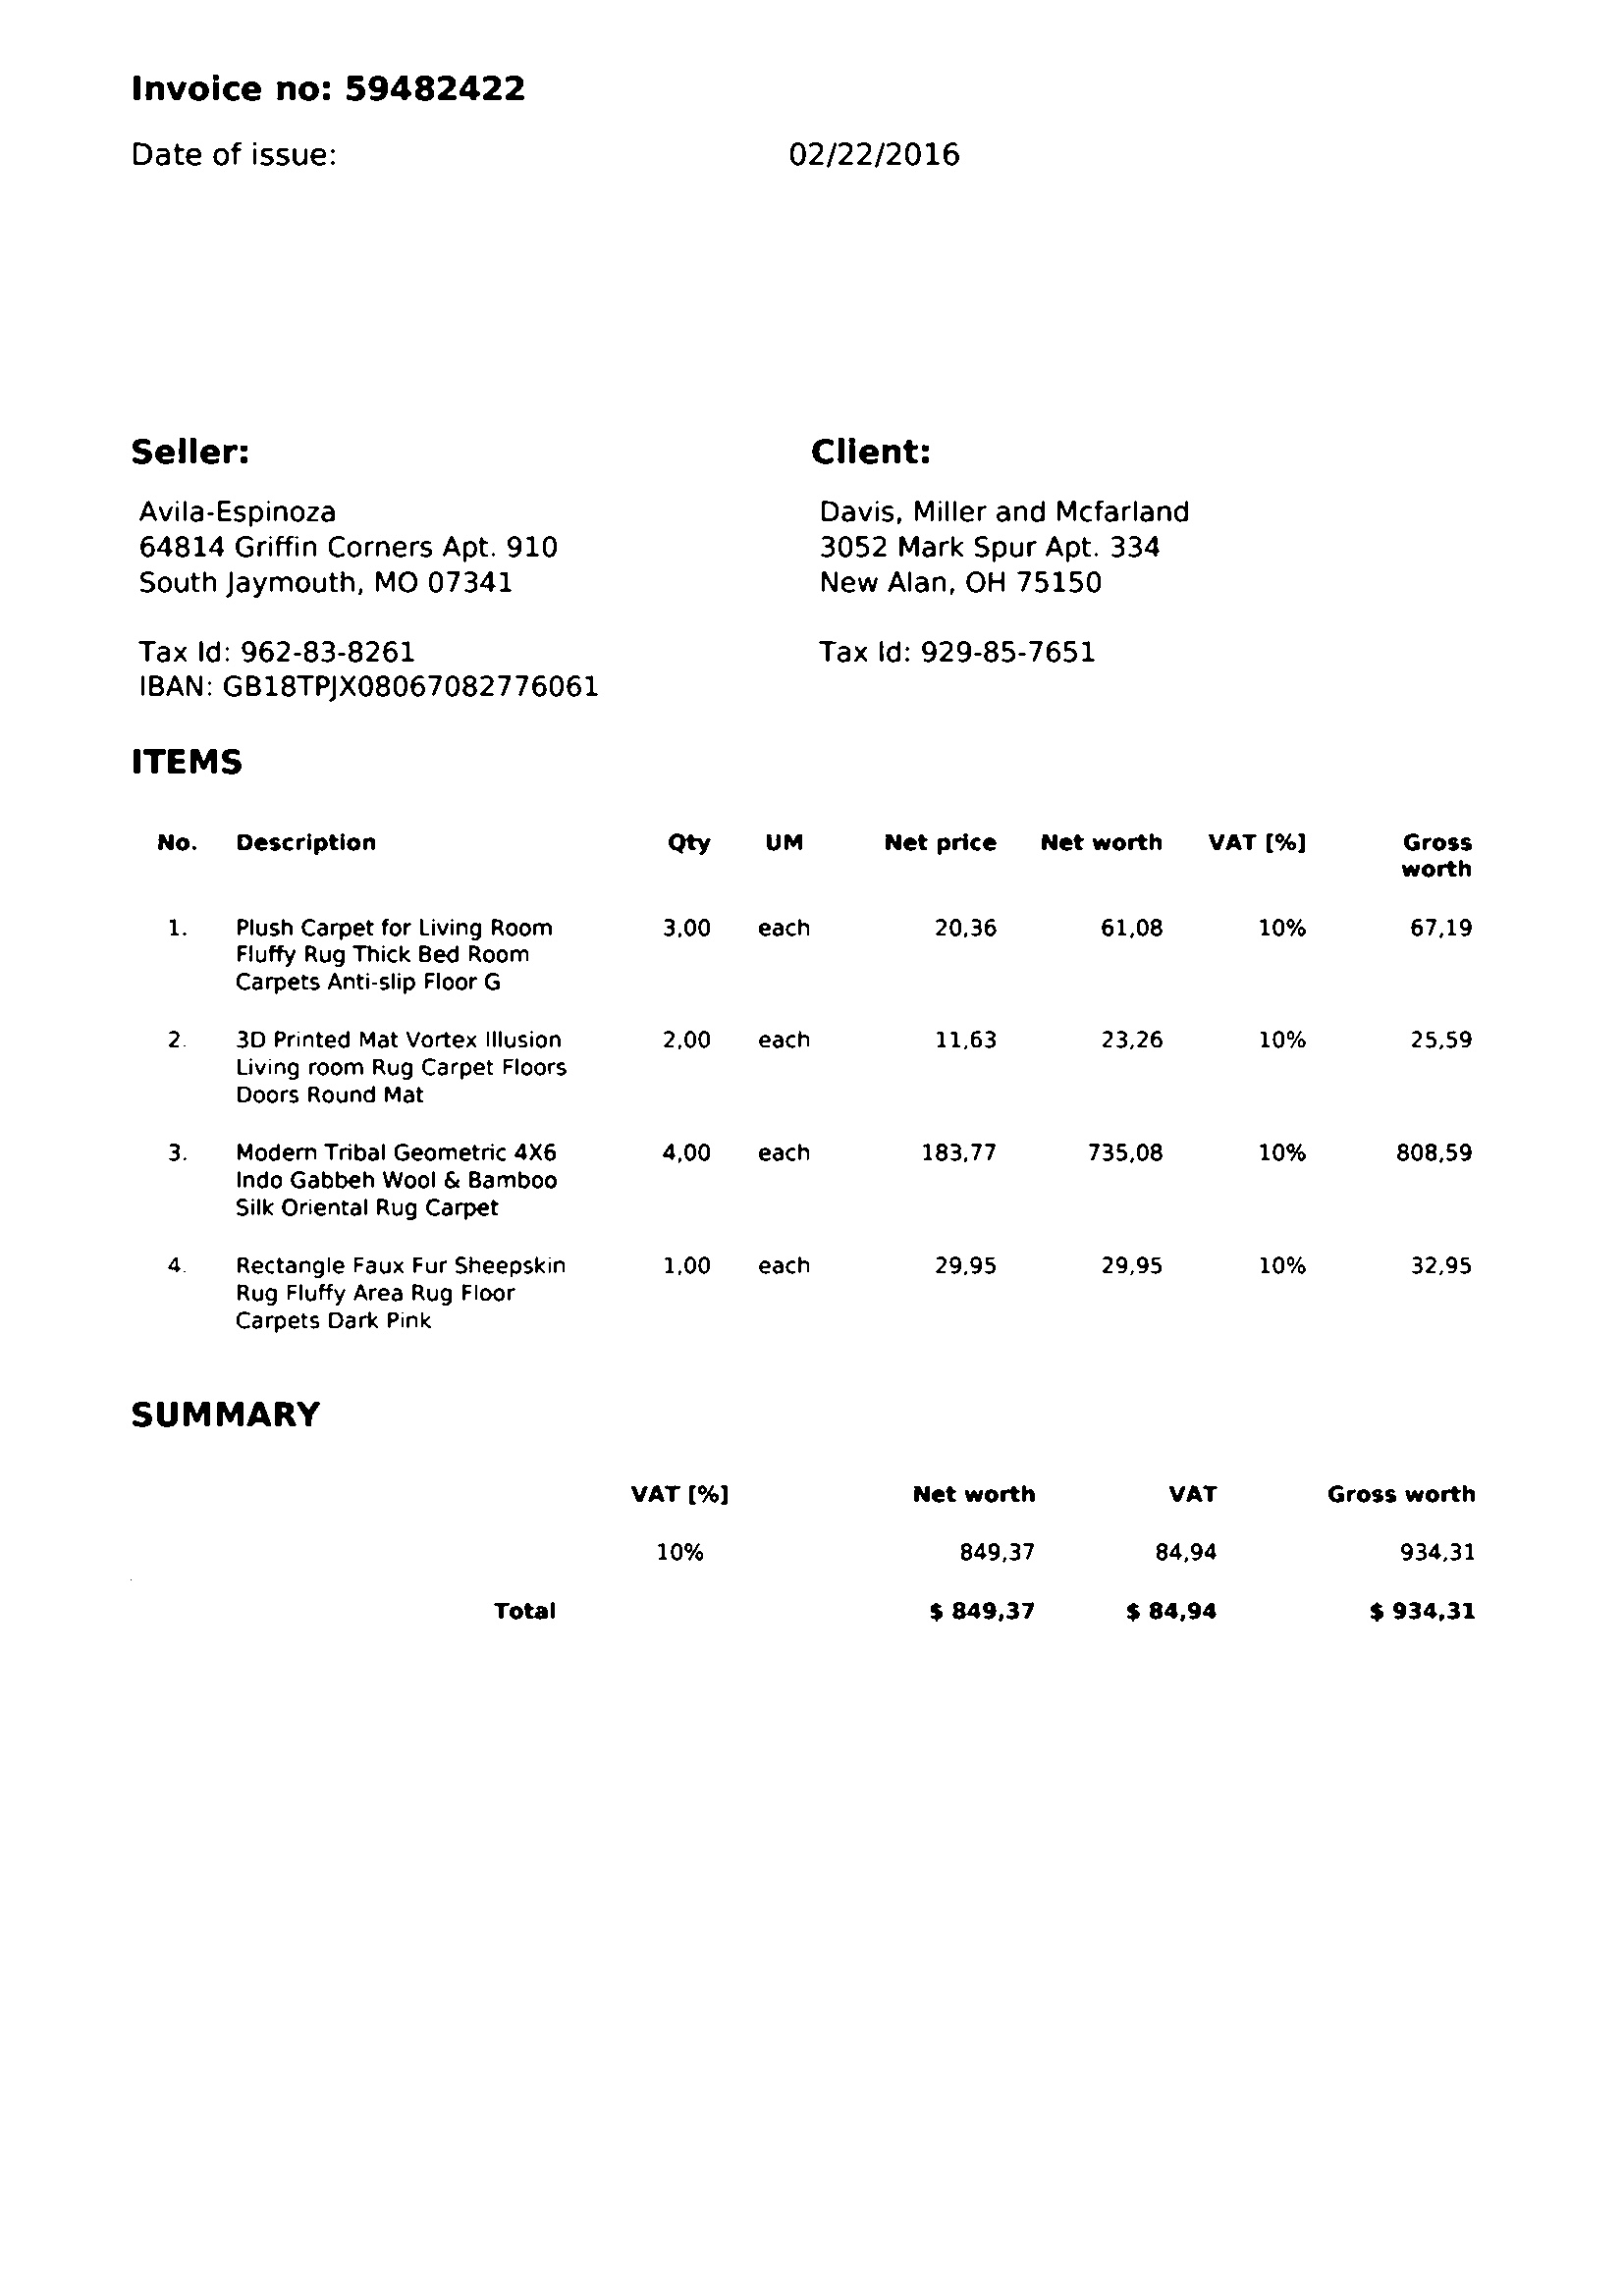 Invoice no: 59482422
Date of issue: 02/22/2016
Seller: Client:
Avila-Espinoza Davis, Miller and Mcfarland
64814 Griffin Corners Apt. 910 3052 Mark Spur Apt. 334
South Jaymouth, MO 07341 New Alan, OH 75150
Tax Id: 962-83-8261 Tax Id: 929-85-7651
IBAN: GB18TPJX08067082776061
ITEMS
No. Description Qty UM Net price Net worth VAT [%] Gross
worth
1. Plush Carpet for Living Room 3,00 each 20,36 61,08 10% 67,19
Fluffy Rug Thick Bed Room
Carpets Anti-slip Floor G
2. 3D Printed Mat Vortex Illusion 2,00 each 11,63 23,26 10% 25,59
Living room Rug Carpet Floors
Doors Round Mat
3. Modern Tribal Geometric 4X6 4,00 each 183,77 735,08 10% 808,59
Indo Gabbeh Wool & Bamboo
Silk Oriental Rug Carpet
4. Rectangle Faux Fur Sheepskin 1,00 each 29,95 29,95 10% 32,95
Rug Fluffy Area Rug Floor
Carpets Dark Pink
SUMMARY
VAT [%] Net worth VAT Gross worth
10% 849,37 84,94 934,31
Total $ 849,37 $ 84,94 $ 934,31